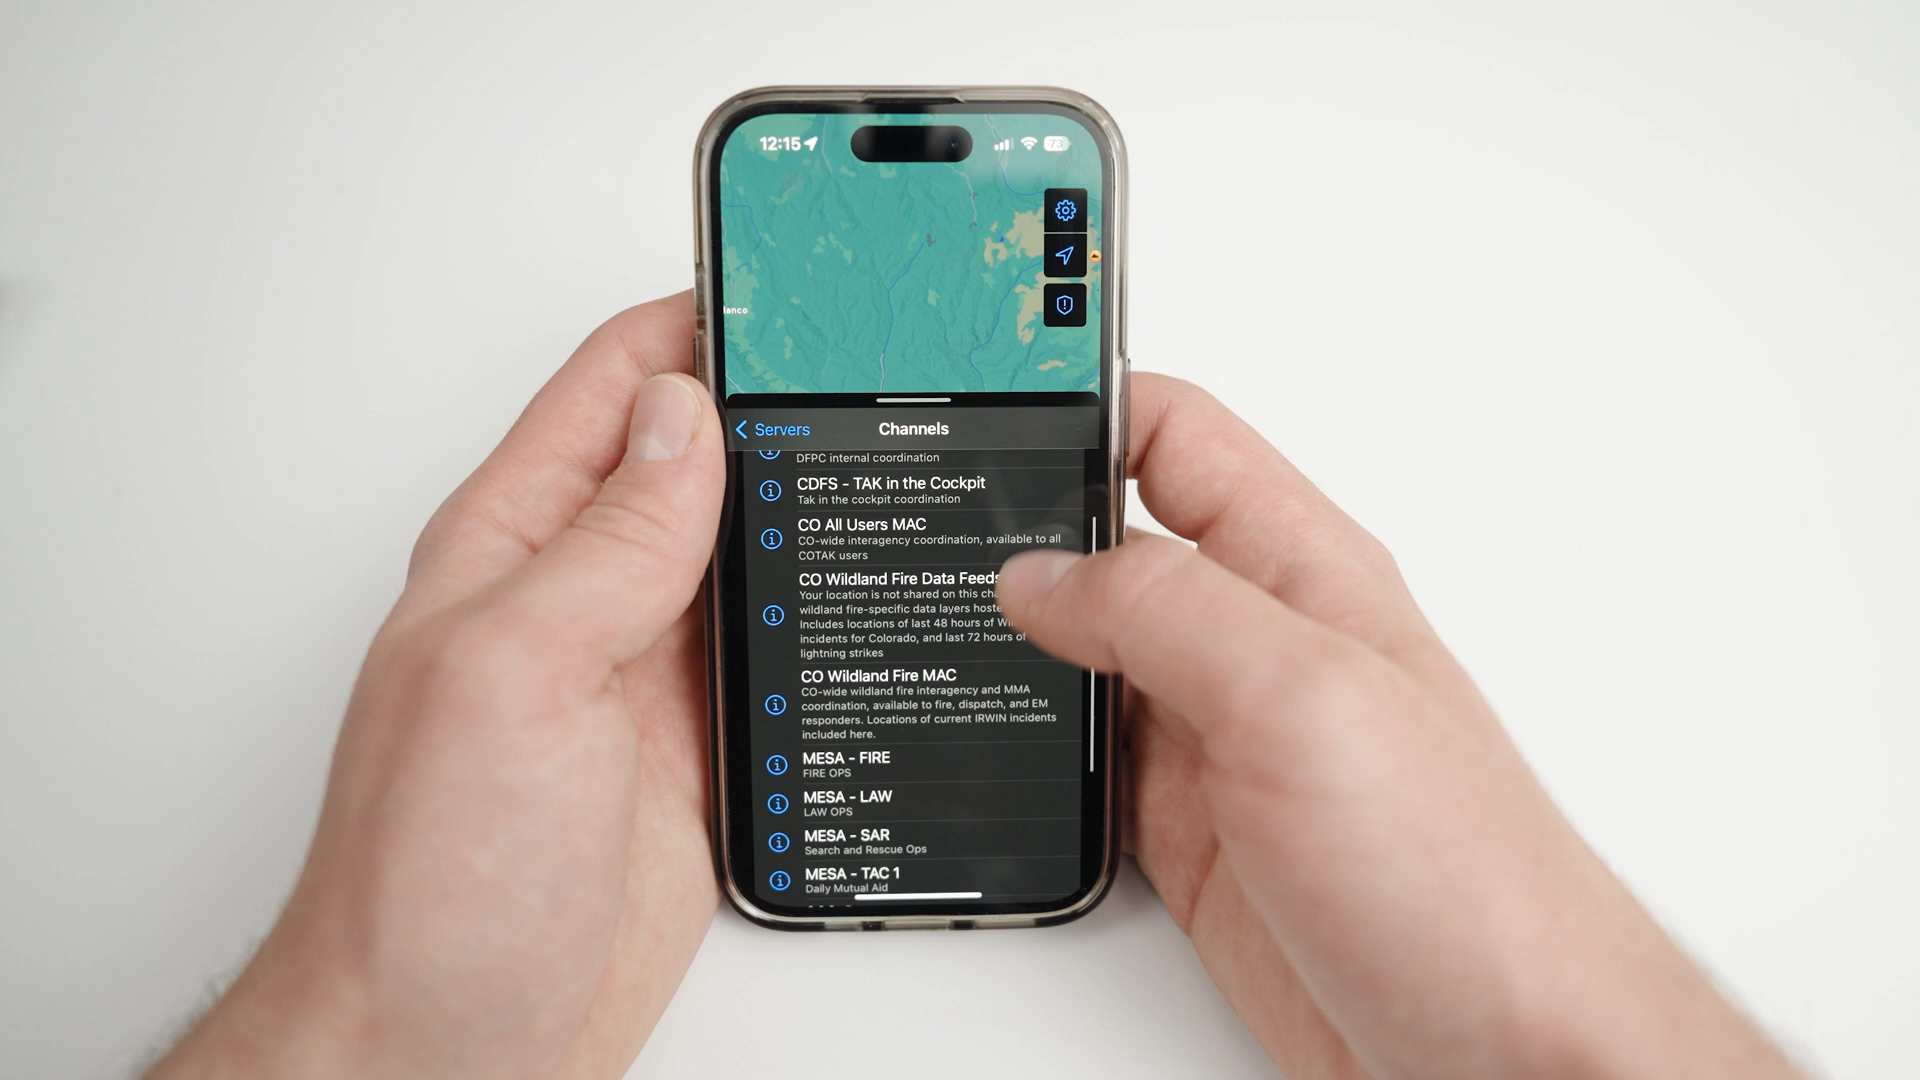 12:15
73
lanco
Servers
Channels
DFPC internal coordination
CDFS - TAK in the Cockpit
Tak in the cockpit coordination
CO All Users MAC
CO-wide interagency coordination, available to all
COTAK users
CO Wildland Fire Data Feeds
Your location is not shared on this
wildland fire-specific data layers
Includes locations of last 48 hours of
incidents for Colorado, and last 72 hours of
lightning strikes
CO Wildland Fire MAC
CO-wide wildland fire interagency and MMA
coordination, available to fire, dispatch, and EM
responders. Locations of current IRWIN incidents
included here.
MESA - FIRE
FIRE OPS
MESA - LAW
LAW OPS
MESA - SAR
Search and Rescue Ops
MESA - TAC 1
Daily Mutual Aid